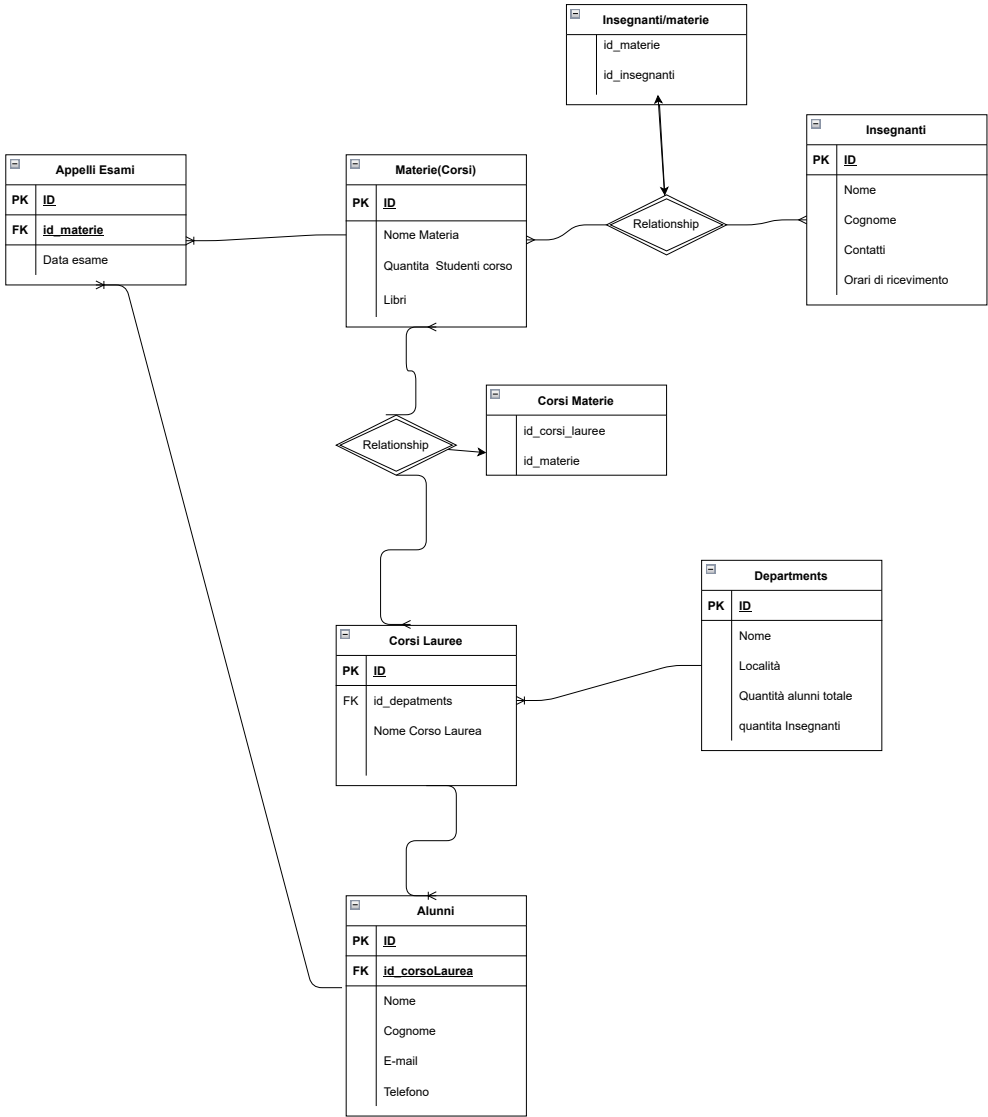 Insegnanti/materie
id_materie
id_insegnanti
Insegnanti
PK ID
Nome
Cognome
Contatti
Orari di ricevimento
Appelli Esami
PK ID
FK id_materie
Data esame
Materie(Corsi)
PK ID
Nome Materia
Quantita Studenti corso
Libri
Relationship
Corsi Materie
id_corsi_lauree
id_materie
Relationship
Departments
PK ID
Nome
Località
Quantità alunni totale
quantita Insegnanti
Corsi Lauree
PK ID
FK id_depatments
Nome Corso Laurea
Alunni
PK ID
FK id_corsoLaurea
Nome
Cognome
E-mail
Telefono